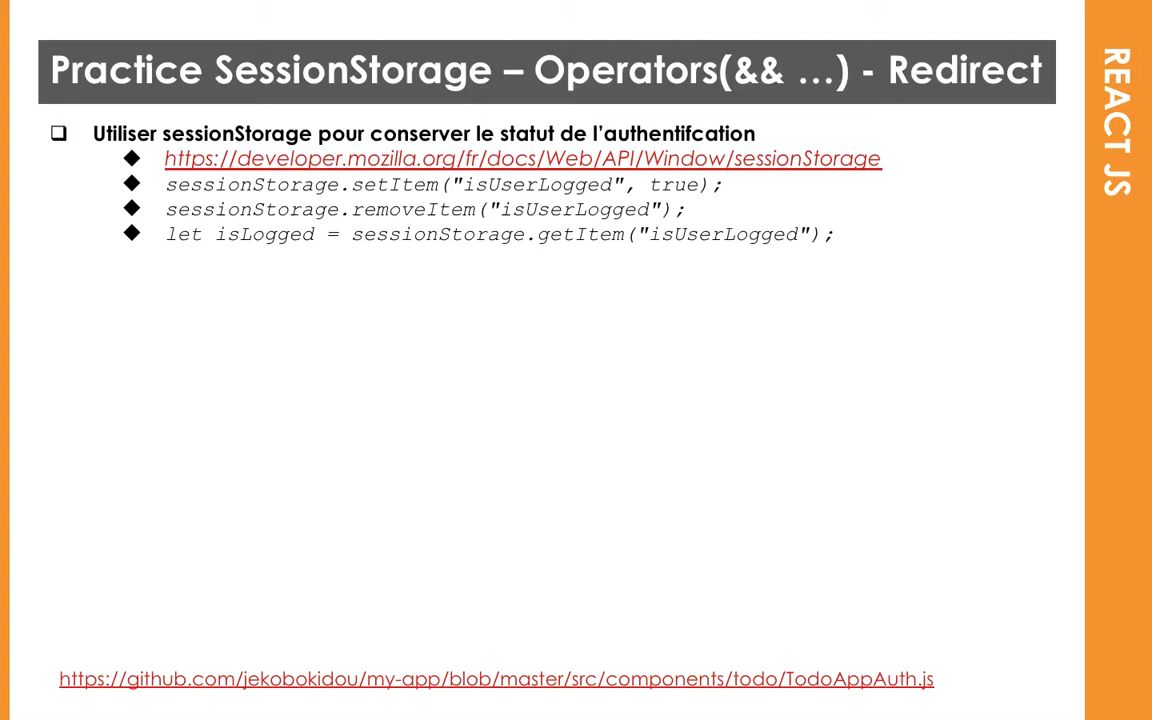 Practice SessionStorage – Operators(&& …) - Redirect
REACT JS
Utiliser sessionStorage pour conserver le statut de l’authentifcation
https://developer.mozilla.org/fr/docs/Web/API/Window/sessionStorage
sessionStorage.setItem("isUserLogged", true);
sessionStorage.removeItem("isUserLogged");
let isLogged = sessionStorage.getItem("isUserLogged");
https://github.com/jekobokidou/my-app/blob/master/src/components/todo/TodoAppAuth.js